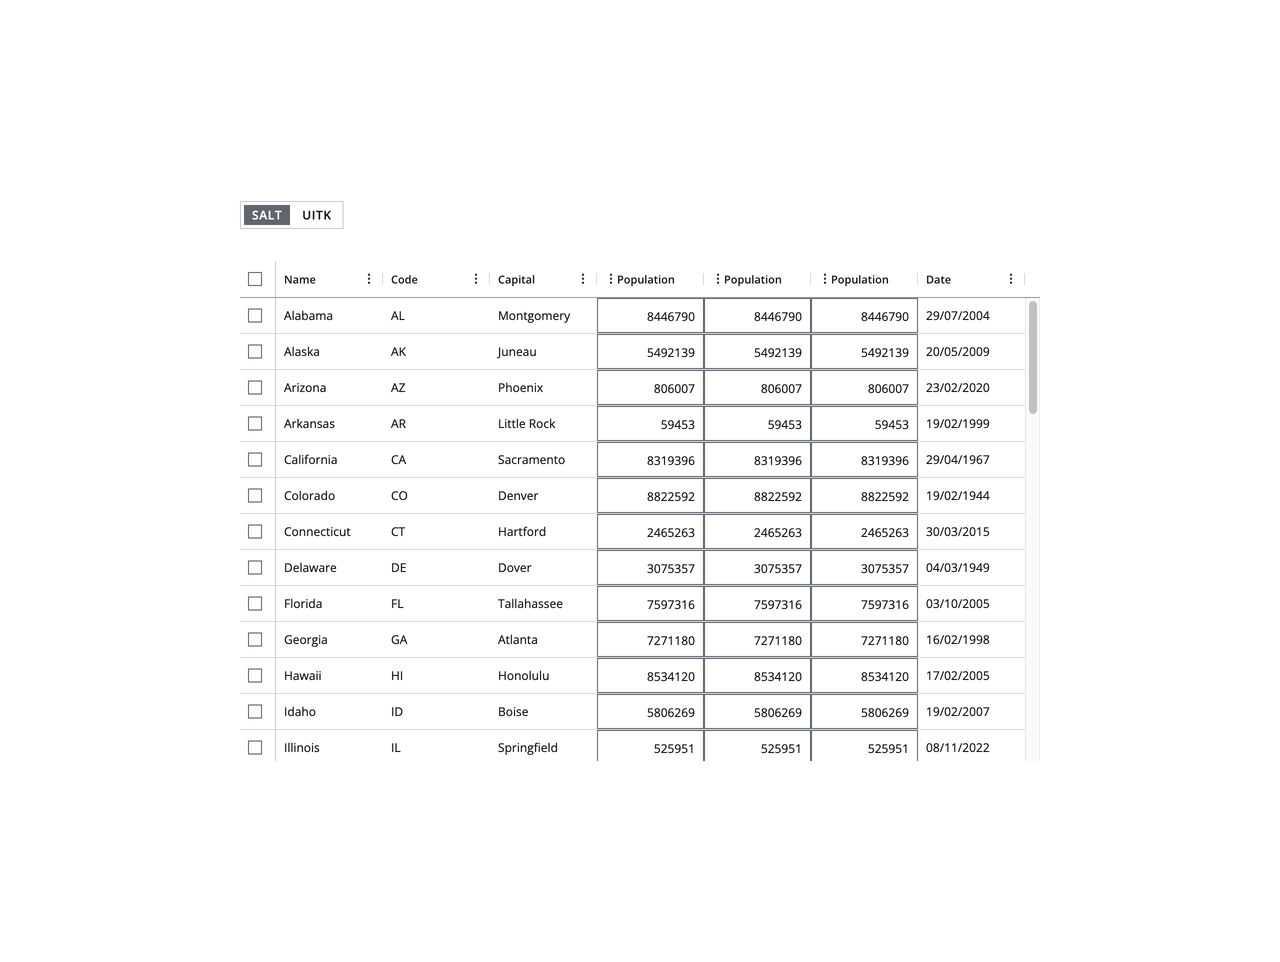 SALT UITK
Name Code Capital Population Population Population Date
Alabama AL Montgomery 8446790 8446790 8446790 29/07/2004
Alaska AK Juneau 5492139 5492139 5492139 20/05/2009
Arizona AZ Phoenix 806007 806007 806007 23/02/2020
Arkansas AR Little Rock 59453 59453 59453 19/02/1999
California CA Sacramento 8319396 8319396 8319396 29/04/1967
Colorado CO Denver 8822592 8822592 8822592 19/02/1944
Connecticut CT Hartford 2465263 2465263 2465263 30/03/2015
Delaware DE Dover 3075357 3075357 3075357 04/03/1949
Florida FL Tallahassee 7597316 7597316 7597316 03/10/2005
Georgia GA Atlanta 7271180 7271180 7271180 16/02/1998
Hawaii HI Honolulu 8534120 8534120 8534120 17/02/2005
Idaho ID Boise 5806269 5806269 5806269 19/02/2007
Illinois IL Springfield 525951 525951 525951 08/11/2022